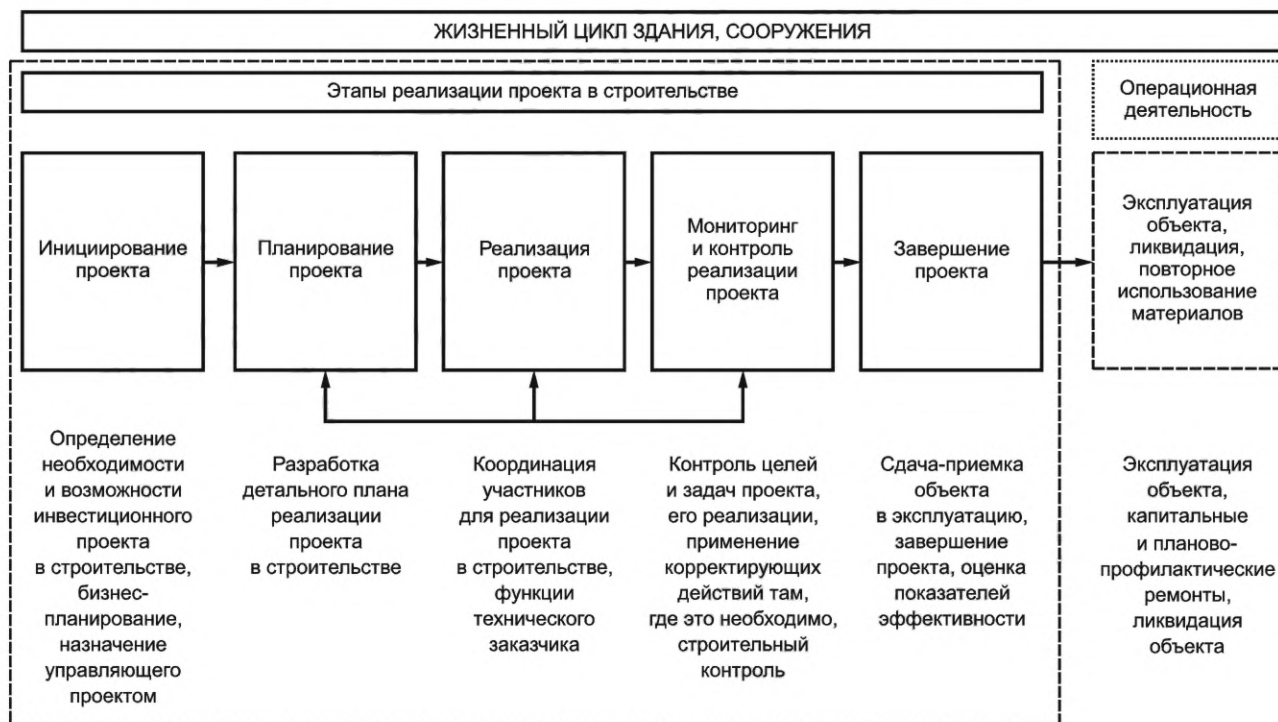 ЖИЗНЕННЫЙ ЦИКЛ ЗДАНИЯ, СООРУЖЕНИЯ
Этапы реализации проекта в строительстве
Операционная
деятельность
Инициирование
проекта
Планирование
проекта
Реализация
проекта
Мониторинг
и контроль
реализации
проекта
Завершение
проекта
Эксплуатация
объекта,
ликвидация,
повторное
использование
материалов
Определение
необходимости
и возможности
инвестиционного
проекта
в строительстве,
бизнес-
планирование,
назначение
управляющего
проектом
Разработка
детального плана
реализации
проекта
в строительстве
Координация
участников
для реализации
проекта
в строительстве,
функции
технического
заказчика
Контроль целей
и задач проекта,
его реализации,
применение
корректирующих
действий там,
где это необходимо,
строительный
контроль
Сдача-приемка
объекта
в эксплуатацию,
завершение
проекта, оценка
показателей
эффективности
Эксплуатация
объекта,
капитальные
и планово-
профилактические
ремонты,
ликвидация
объекта